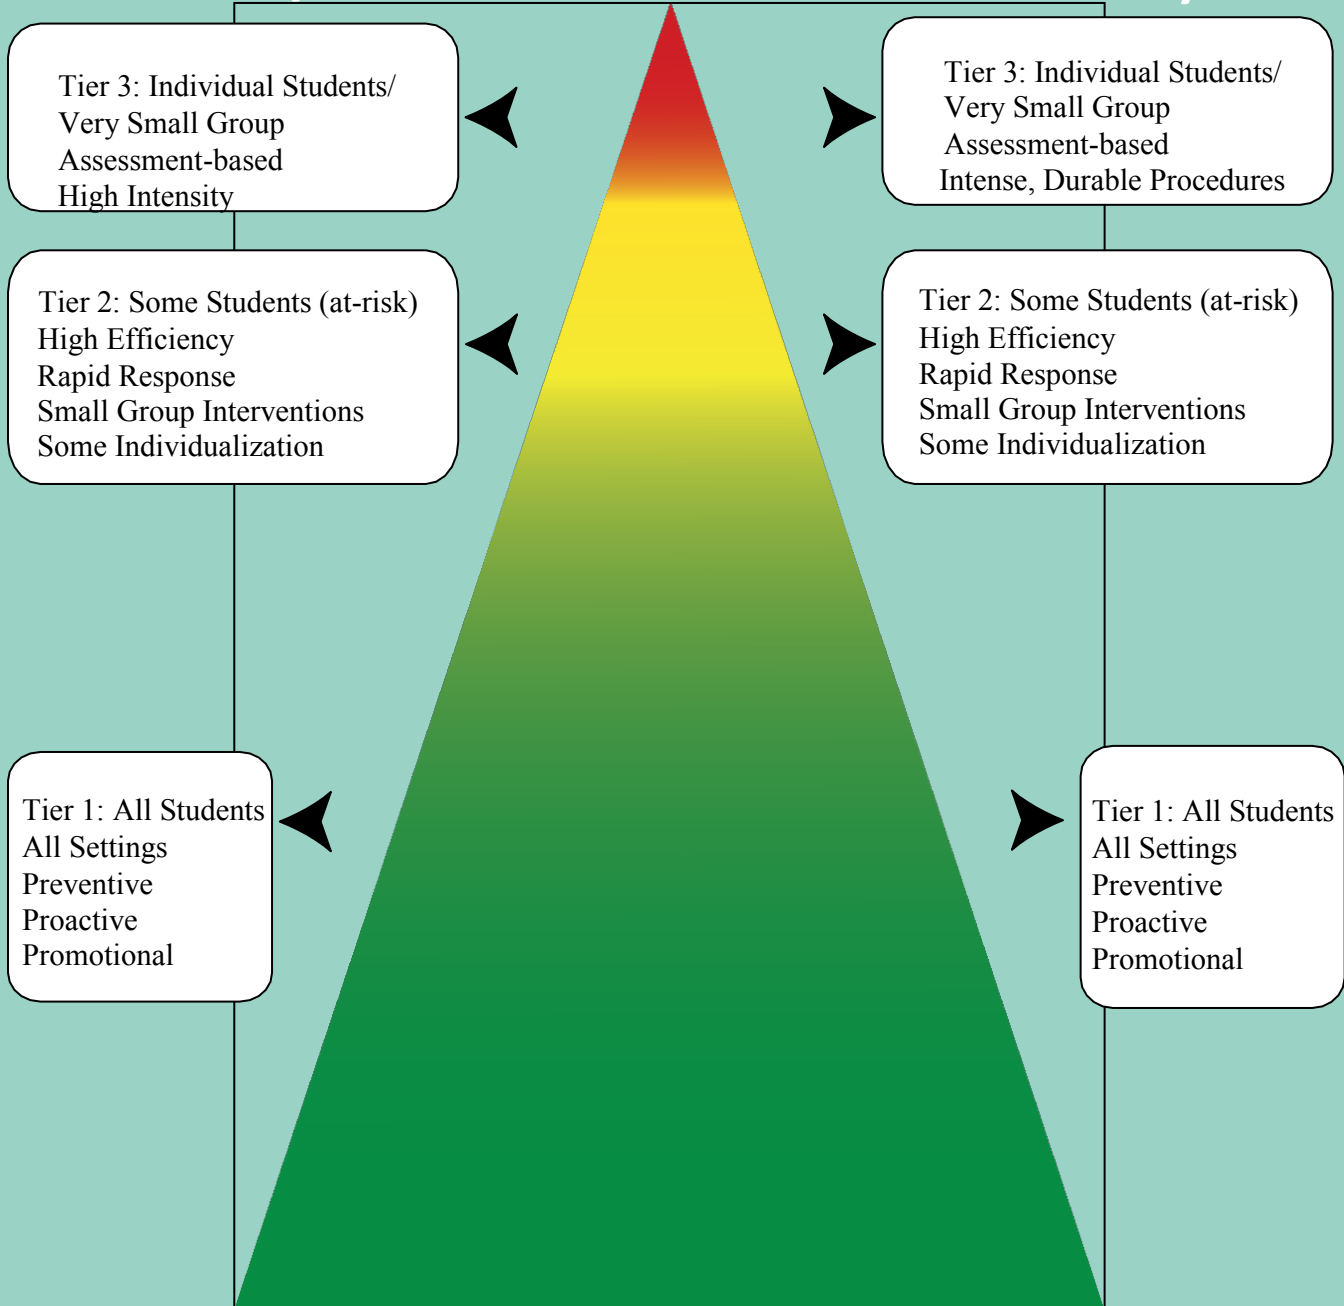 Tier 3: Individual Students/
Very Small Group
Assessment-based
High Intensity
Tier 3: Individual Students/
Very Small Group
Assessment-based
Intense, Durable Procedures
Tier 2: Some Students (at-risk)
High Efficiency
Rapid Response
Small Group Interventions
Some Individualization
Tier 2: Some Students (at-risk)
High Efficiency
Rapid Response
Small Group Interventions
Some Individualization
Tier 1: All Students
All Settings
Preventive
Proactive
Promotional
Tier 1: All Students
All Settings
Preventive
Proactive
Promotional